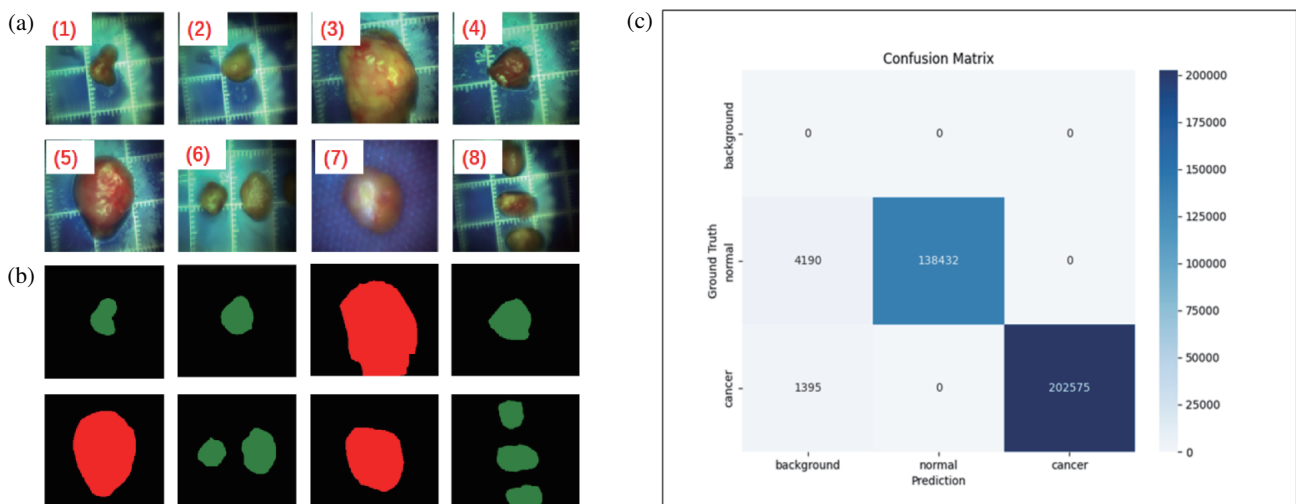 (a)
(1) (2) (3) (4)
(5) (6) (7) (8)
(b)
(c)
Confusion Matrix
background 0 0 0
Ground Truth
normal 4190 138432 0
cancer 1395 0 202575
background normal cancer
Prediction
200000
175000
150000
125000
100000
75000
50000
25000
0